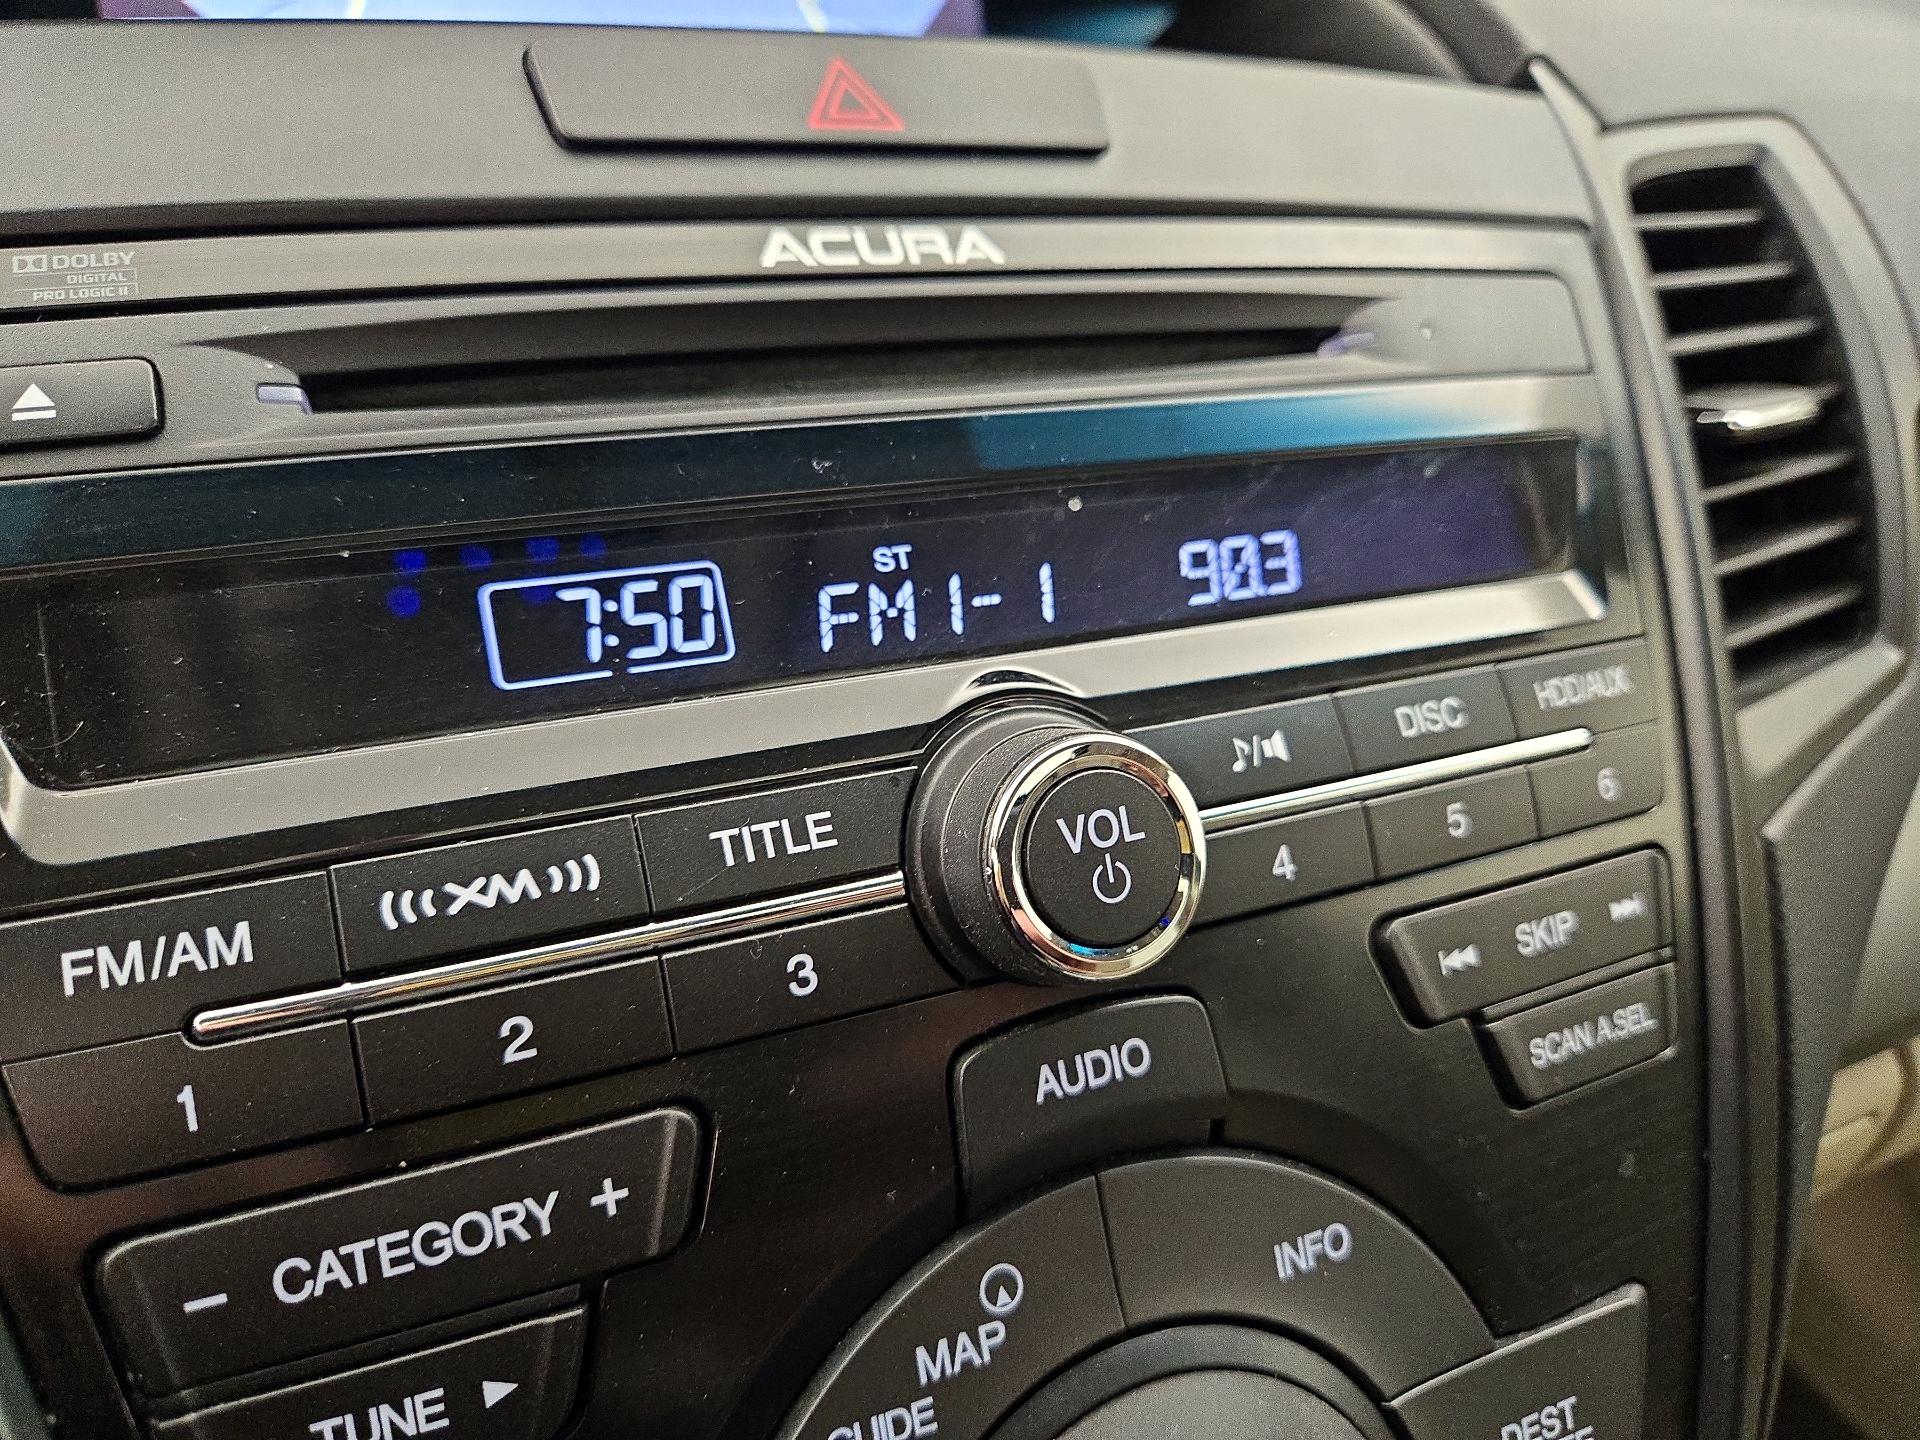 ACURA
DOLBY
DIGITAL
PRO LOGIC II
ST
7:50 FM1-1 90.3
FM/AM XM TITLE VOL DISC HDD/AUX
1 2 3 4 5 6
SKIP
SCAN A.SEL
AUDIO
- CATEGORY +
TUNE
INFO
MAP
GUIDE
DEST